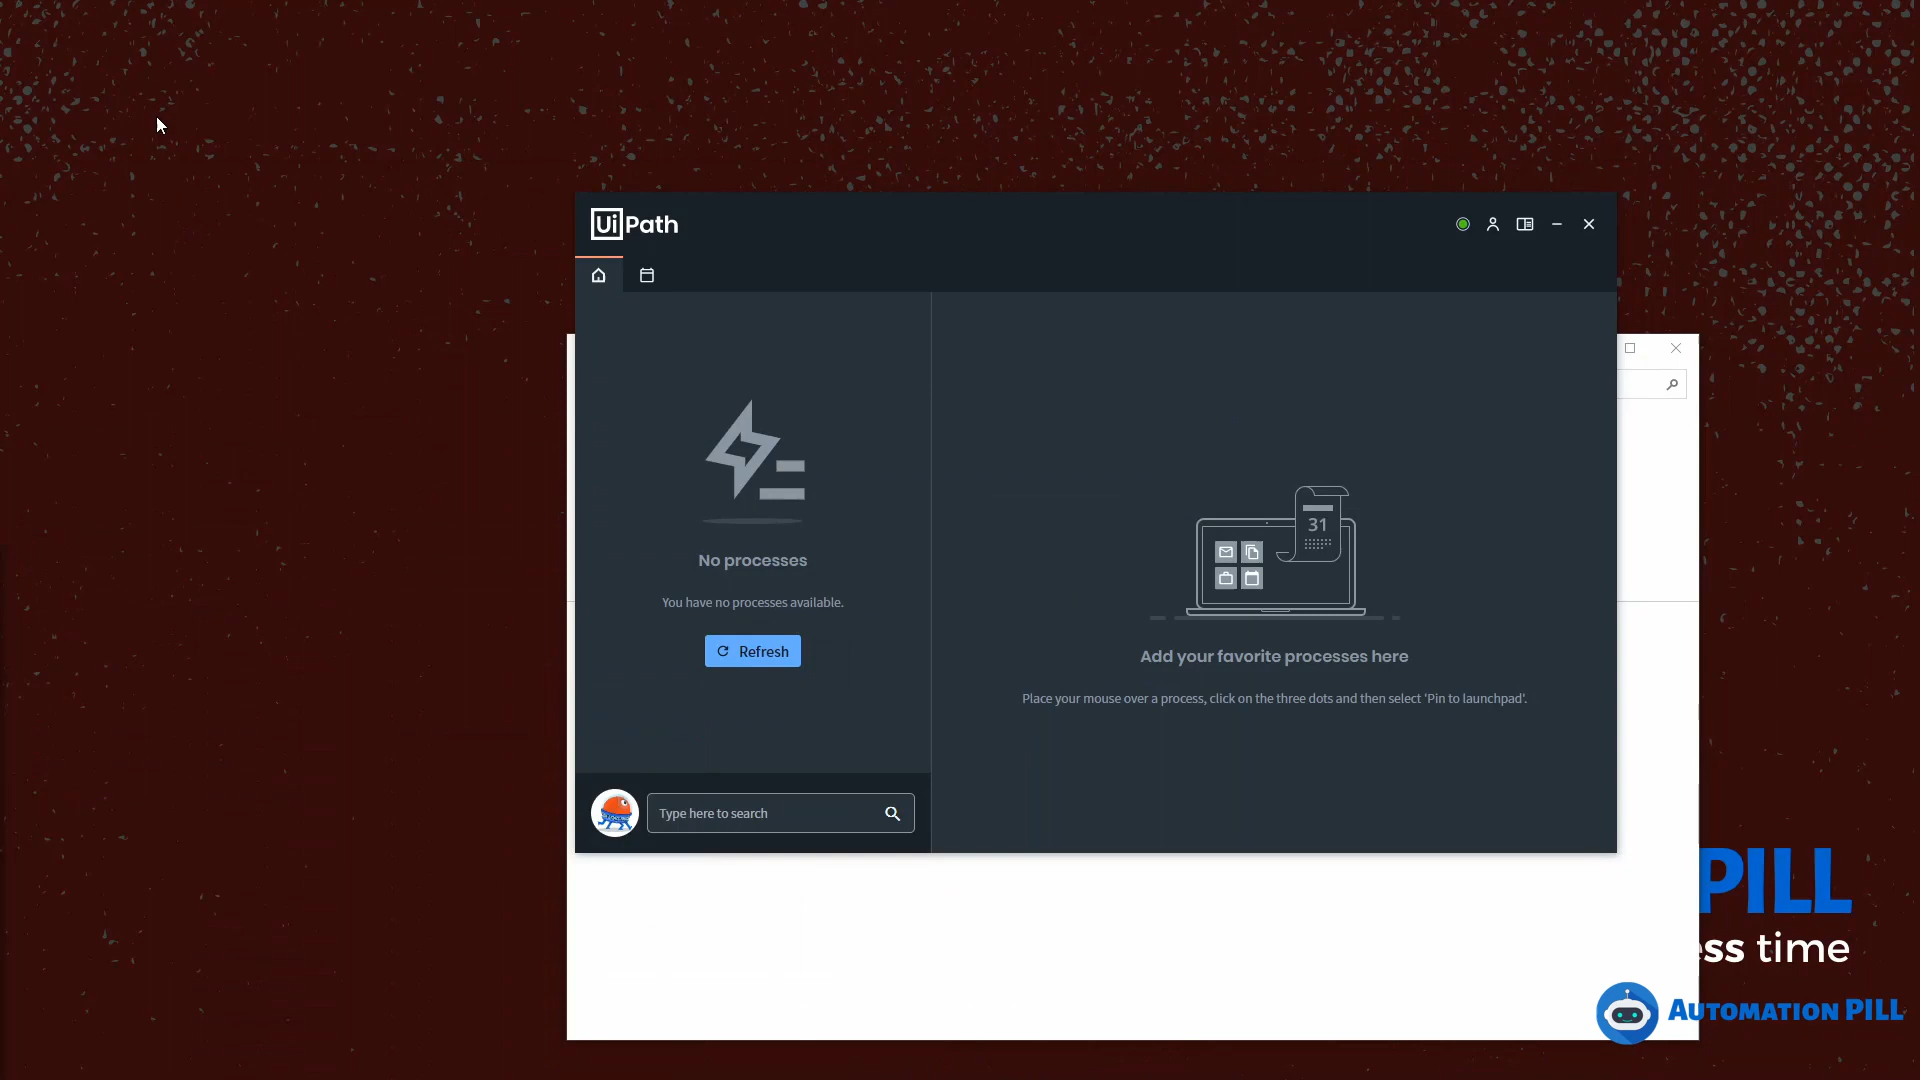 UiPath
No processes
You have no processes available.
Refresh
Type here to search
31
Add your favorite processes here
Place your mouse over a process, click on the three dots and then select 'Pin to launchpad'.
PILL
ess time
AUTOMATION PILL